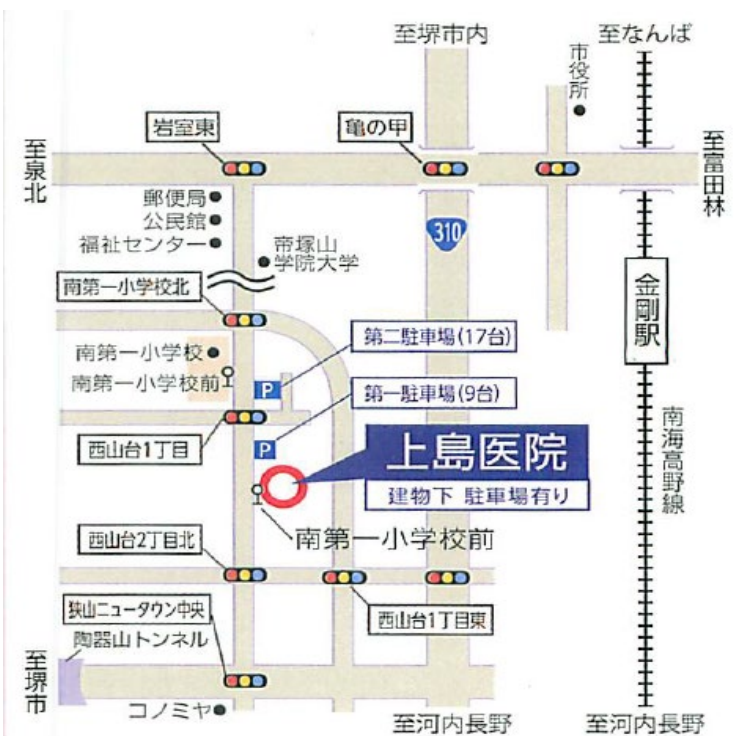 至堺市内
至なんば
市役所
岩室東
亀の甲
至泉北
至富田林
郵便局
公民館
福祉センター
310
帝塚山
学院大学
南第一小学校北
金剛駅
第二駐車場(17台)
南第一小学校
南第一小学校前
P
第一駐車場(9台)
西山台1丁目
P
上島医院
建物下 駐車場有り
南海高野線
南第一小学校前
西山台2丁目北
狭山ニュータウン中央
西山台1丁目東
陶器山トンネル
至堺市
コノミヤ
至河内長野
至河内長野